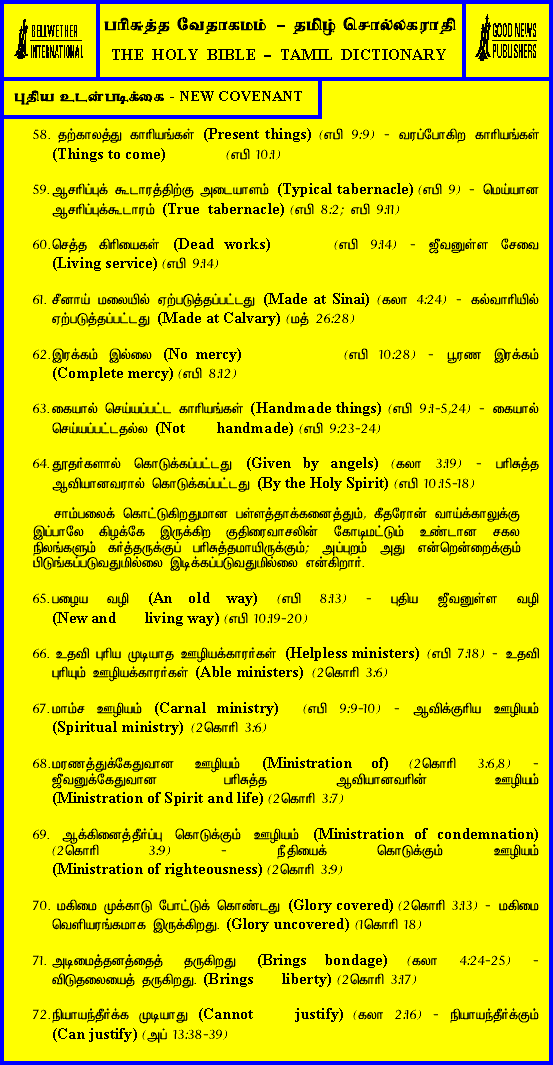 BELLWETHER
INTERNATIONAL
பரிசுத்த வேதாகமம் – தமிழ் சொல்லகராதி
THE HOLY BIBLE – TAMIL DICTIONARY
GOOD NEWS
PUBLISHERS
புதிய உடன்படிக்கை - NEW COVENANT
58. தற்காலத்து காரியங்கள் (Present things) (எபி 9:9) - வரப்போகிற காரியங்கள்
(Things to come) (எபி 10:1)
59. ஆசரிப்புக் கூடாரத்திற்கு அடையாளம் (Typical tabernacle) (எபி 9) - மெய்யான
ஆசரிப்புக்கூடாரம் (True tabernacle) (எபி 8:2; எபி 9:11)
60. செத்த கிரியைகள் (Dead works) (எபி 9:14) - ஜீவனுள்ள சேவை
(Living service) (எபி 9:14)
61. சீனாய் மலையில் ஏற்படுத்தப்பட்டது (Made at Sinai) (கலா 4:24) - கல்வாரியில்
ஏற்படுத்தப்பட்டது (Made at Calvary) (மத் 26:28)
62. இரக்கம் இல்லை (No mercy) (எபி 10:28) - பூரண இரக்கம்
(Complete mercy) (எபி 8:12)
63. கையால் செய்யப்பட்ட காரியங்கள் (Handmade things) (எபி 9:1-5,24) - கையால்
செய்யப்பட்டதல்ல (Not handmade) (எபி 9:23-24)
64. தூதர்களால் கொடுக்கப்பட்டது (Given by angels) (கலா 3:19) - பரிசுத்த
ஆவியானவரால் கொடுக்கப்பட்டது (By the Holy Spirit) (எபி 10:15-18)
சாம்பலைக் கொட்டுகிறதுமான பள்ளத்தாக்கனைத்தும், கீதரோன் வாய்க்காலுக்கு
இப்பாலே கிழக்கே இருக்கிற குதிரைவாசலின் கோடிமட்டும் உண்டான சகல
நிலங்களும் கர்த்தருக்குப் பரிசுத்தமாயிருக்கும்; அப்புறம் அது என்றென்றைக்கும்
பிடுங்கப்படுவதுமில்லை இடிக்கப்படுவதுமில்லை என்கிறார்.
65. பழைய வழி (An old way) (எபி 8:13) - புதிய ஜீவனுள்ள வழி
(New and living way) (எபி 10:19-20)
66. உதவி புரிய முடியாத ஊழியக்காரர்கள் (Helpless ministers) (எபி 7:18) - உதவி
புரியும் ஊழியக்காரர்கள் (Able ministers) (2கொரி 3:6)
67. மாம்ச ஊழியம் (Carnal ministry) (எபி 9:9-10) - ஆவிக்குரிய ஊழியம்
(Spiritual ministry) (2கொரி 3:6)
68. மரணத்துக்கேதுவான ஊழியம் (Ministration of) (2கொரி 3:6,8) -
ஜீவனுக்கேதுவான பரிசுத்த ஆவியானவரின் ஊழியம்
(Ministration of Spirit and life) (2கொரி 3:7)
69. ஆக்கினைத்தீர்ப்பு கொடுக்கும் ஊழியம் (Ministration of condemnation)
(2கொரி 3:9) - நீதியைக் கொடுக்கும் ஊழியம்
(Ministration of righteousness) (2கொரி 3:9)
70. மகிமை முக்காடு போட்டுக் கொண்டது (Glory covered) (2கொரி 3:13) - மகிமை
வெளியரங்கமாக இருக்கிறது. (Glory uncovered) (1கொரி 18)
71. அடிமைத்தனத்தைத் தருகிறது (Brings bondage) (கலா 4:24-25) -
விடுதலையைத் தருகிறது. (Brings liberty) (2கொரி 3:17)
72. நியாயந்தீர்க்க முடியாது (Cannot justify) (கலா 2:16) - நியாயந்தீர்க்கும்
(Can justify) (அப் 13:38-39)